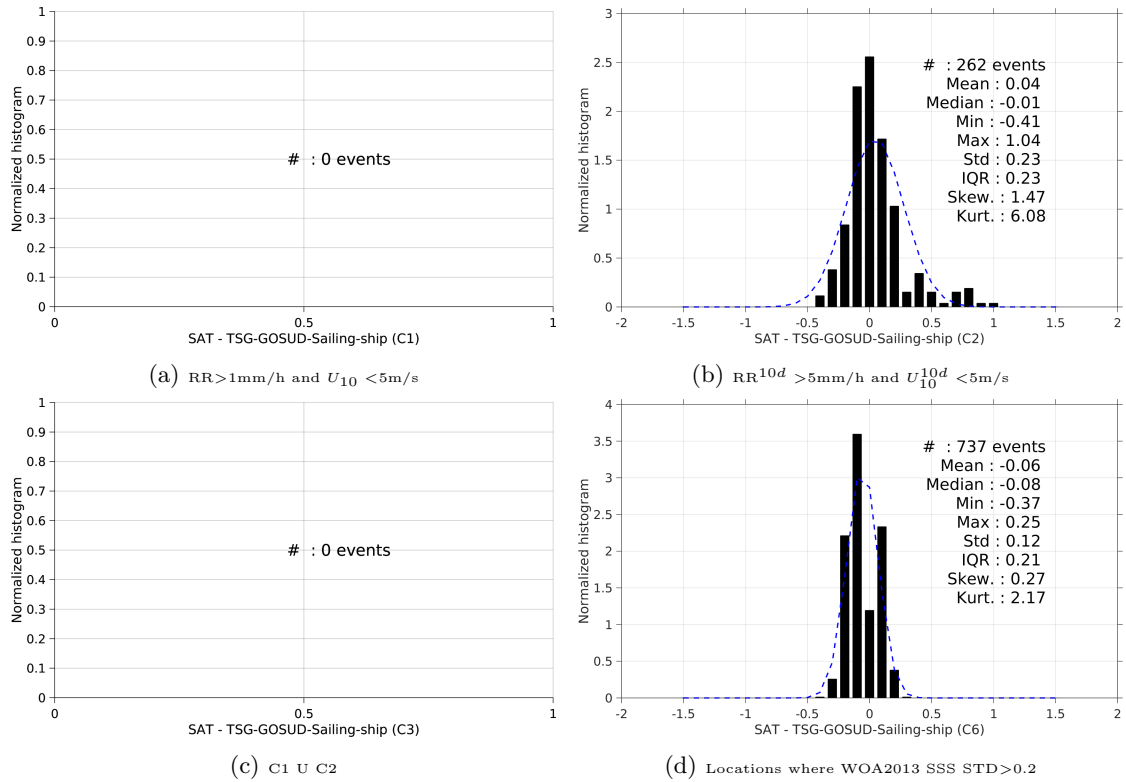 1
0.9
0.8
0.7
0.6
0.5
0.4
0.3
0.2
0.1
0
Normalized histogram
# : 0 events
0 0.5 1
SAT - TSG-GOSUD-Sailing-ship (C1)
(a) RR>1mm/h and U10 <5m/s
3
2.5
2
1.5
1
0.5
0
Normalized histogram
# : 262 events
Mean : 0.04
Median : -0.01
Min : -0.41
Max : 1.04
Std : 0.23
IQR : 0.23
Skew. : 1.47
Kurt. : 6.08
-2 -1.5 -1 -0.5 0 0.5 1 1.5 2
SAT - TSG-GOSUD-Sailing-ship (C2)
(b) RR10d >5mm/h and U10d10 <5m/s
1
0.9
0.8
0.7
0.6
0.5
0.4
0.3
0.2
0.1
0
Normalized histogram
# : 0 events
0 0.5 1
SAT - TSG-GOSUD-Sailing-ship (C3)
(c) C1 U C2
4
3.5
3
2.5
2
1.5
1
0.5
0
Normalized histogram
# : 737 events
Mean : -0.06
Median : -0.08
Min : -0.37
Max : 0.25
Std : 0.12
IQR : 0.21
Skew. : 0.27
Kurt. : 2.17
-2 -1.5 -1 -0.5 0 0.5 1 1.5 2
SAT - TSG-GOSUD-Sailing-ship (C6)
(d) Locations where WOA2013 SSS STD>0.2